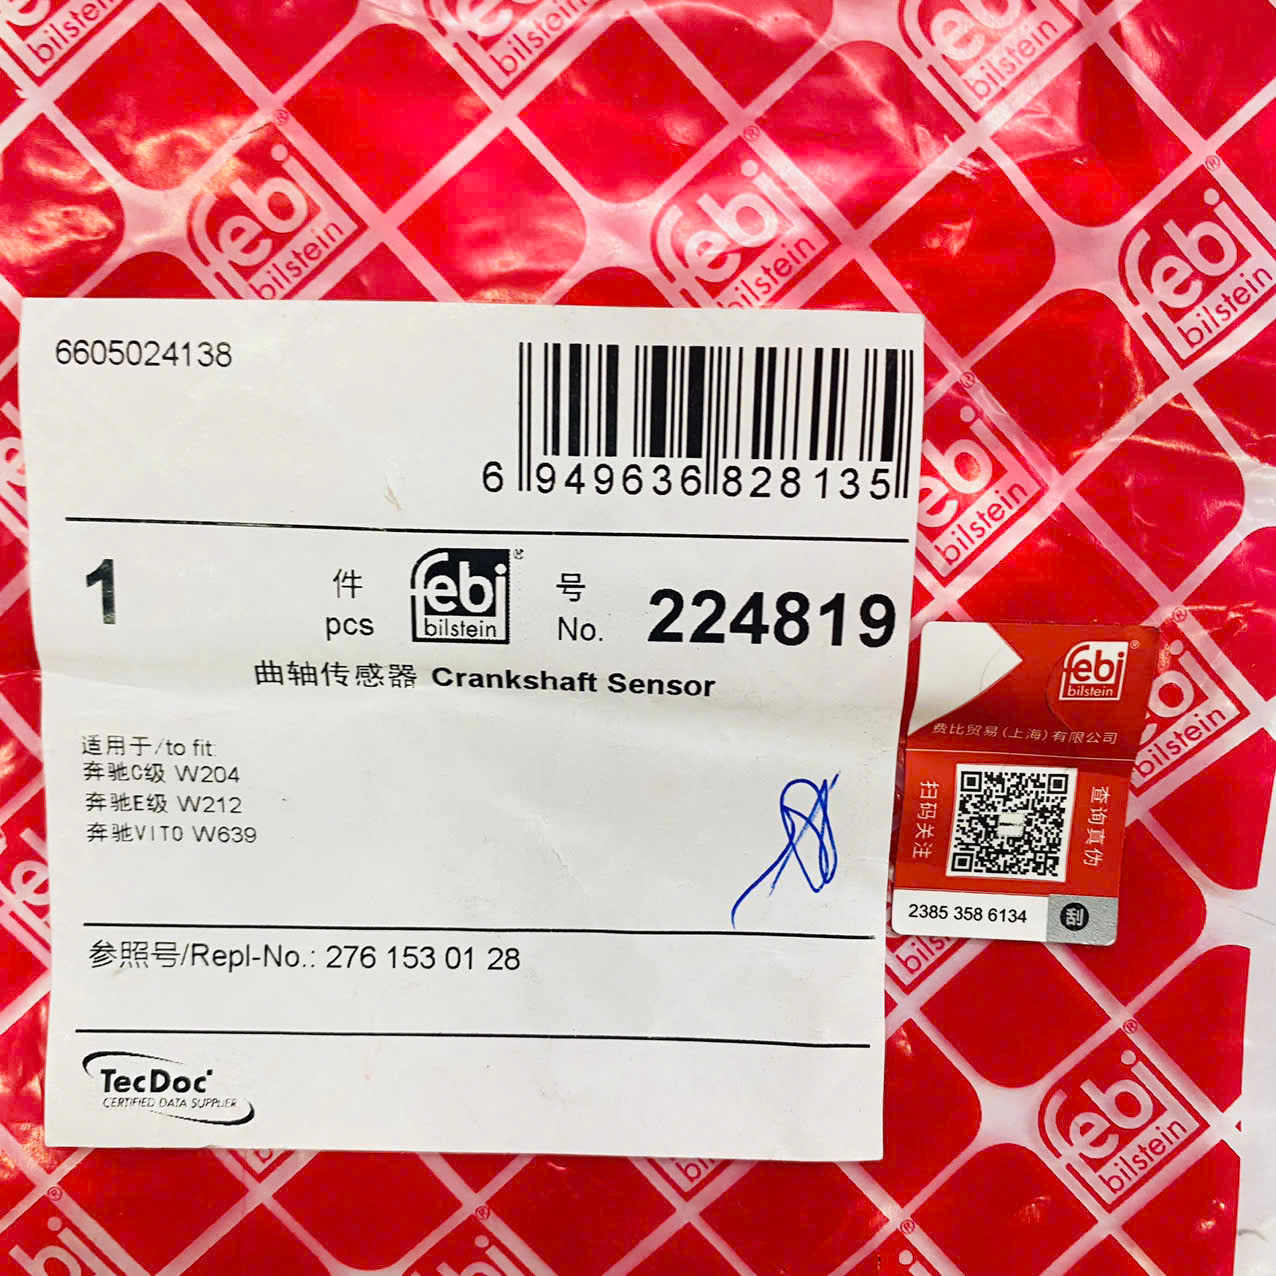 6605024138
6 949636 828135
1
件
pcs
febi®
bilstein
号
No.
224819
曲轴传感器 Crankshaft Sensor
适用于/to fit:
奔驰C级 W204
奔驰E级 W212
奔驰VITO W639
参照号/Repl-No.: 276 153 01 28
TecDoc
CERTIFIED DATA SUPPLIER
febi®
bilstein
费比贸易(上海)有限公司
扫码关注
查询真伪
2385 358 6134